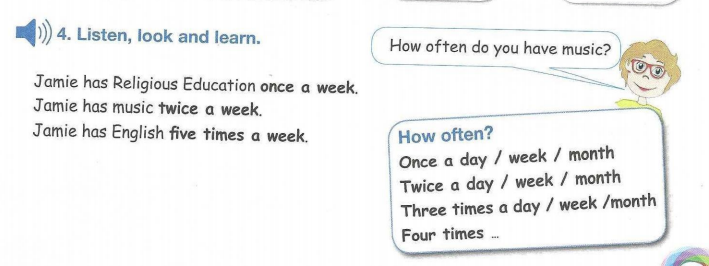 4. Listen, look and learn.
How often do you have music?
Jamie has Religious Education once a week.
Jamie has music twice a week.
Jamie has English five times a week.
How often?
Once a day / week / month
Twice a day / week / month
Three times a day / week /month
Four times ...